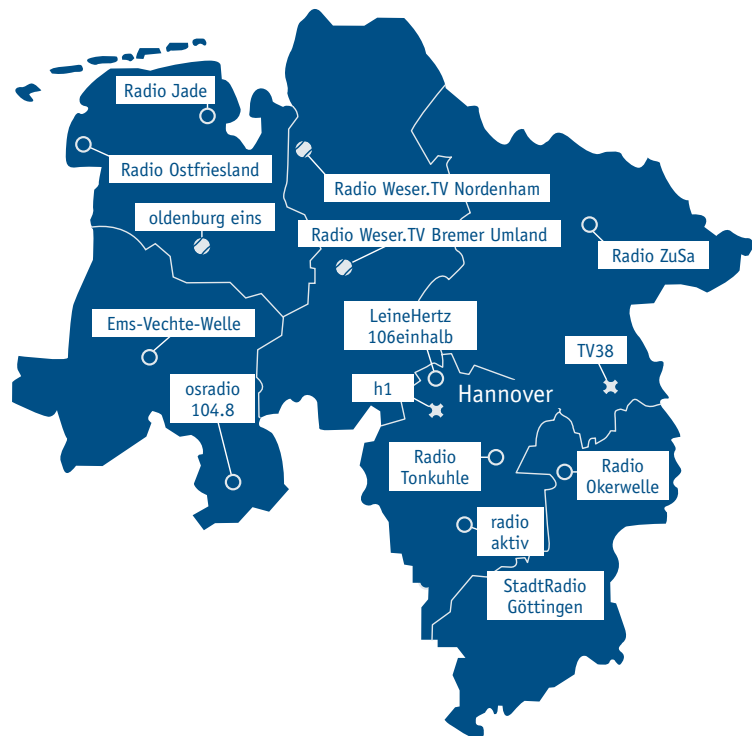 Radio Jade
Radio Ostfriesland
Radio Weser.TV Nordenham
oldenburg eins
Radio Weser.TV Bremer Umland
Radio ZuSa
LeineHertz
106einhalb
Ems-Vechte-Welle
TV38
osradio
104.8
h1
Hannover
Radio
Tonkuhle
Radio
Okerwelle
radio
aktiv
StadtRadio
Göttingen